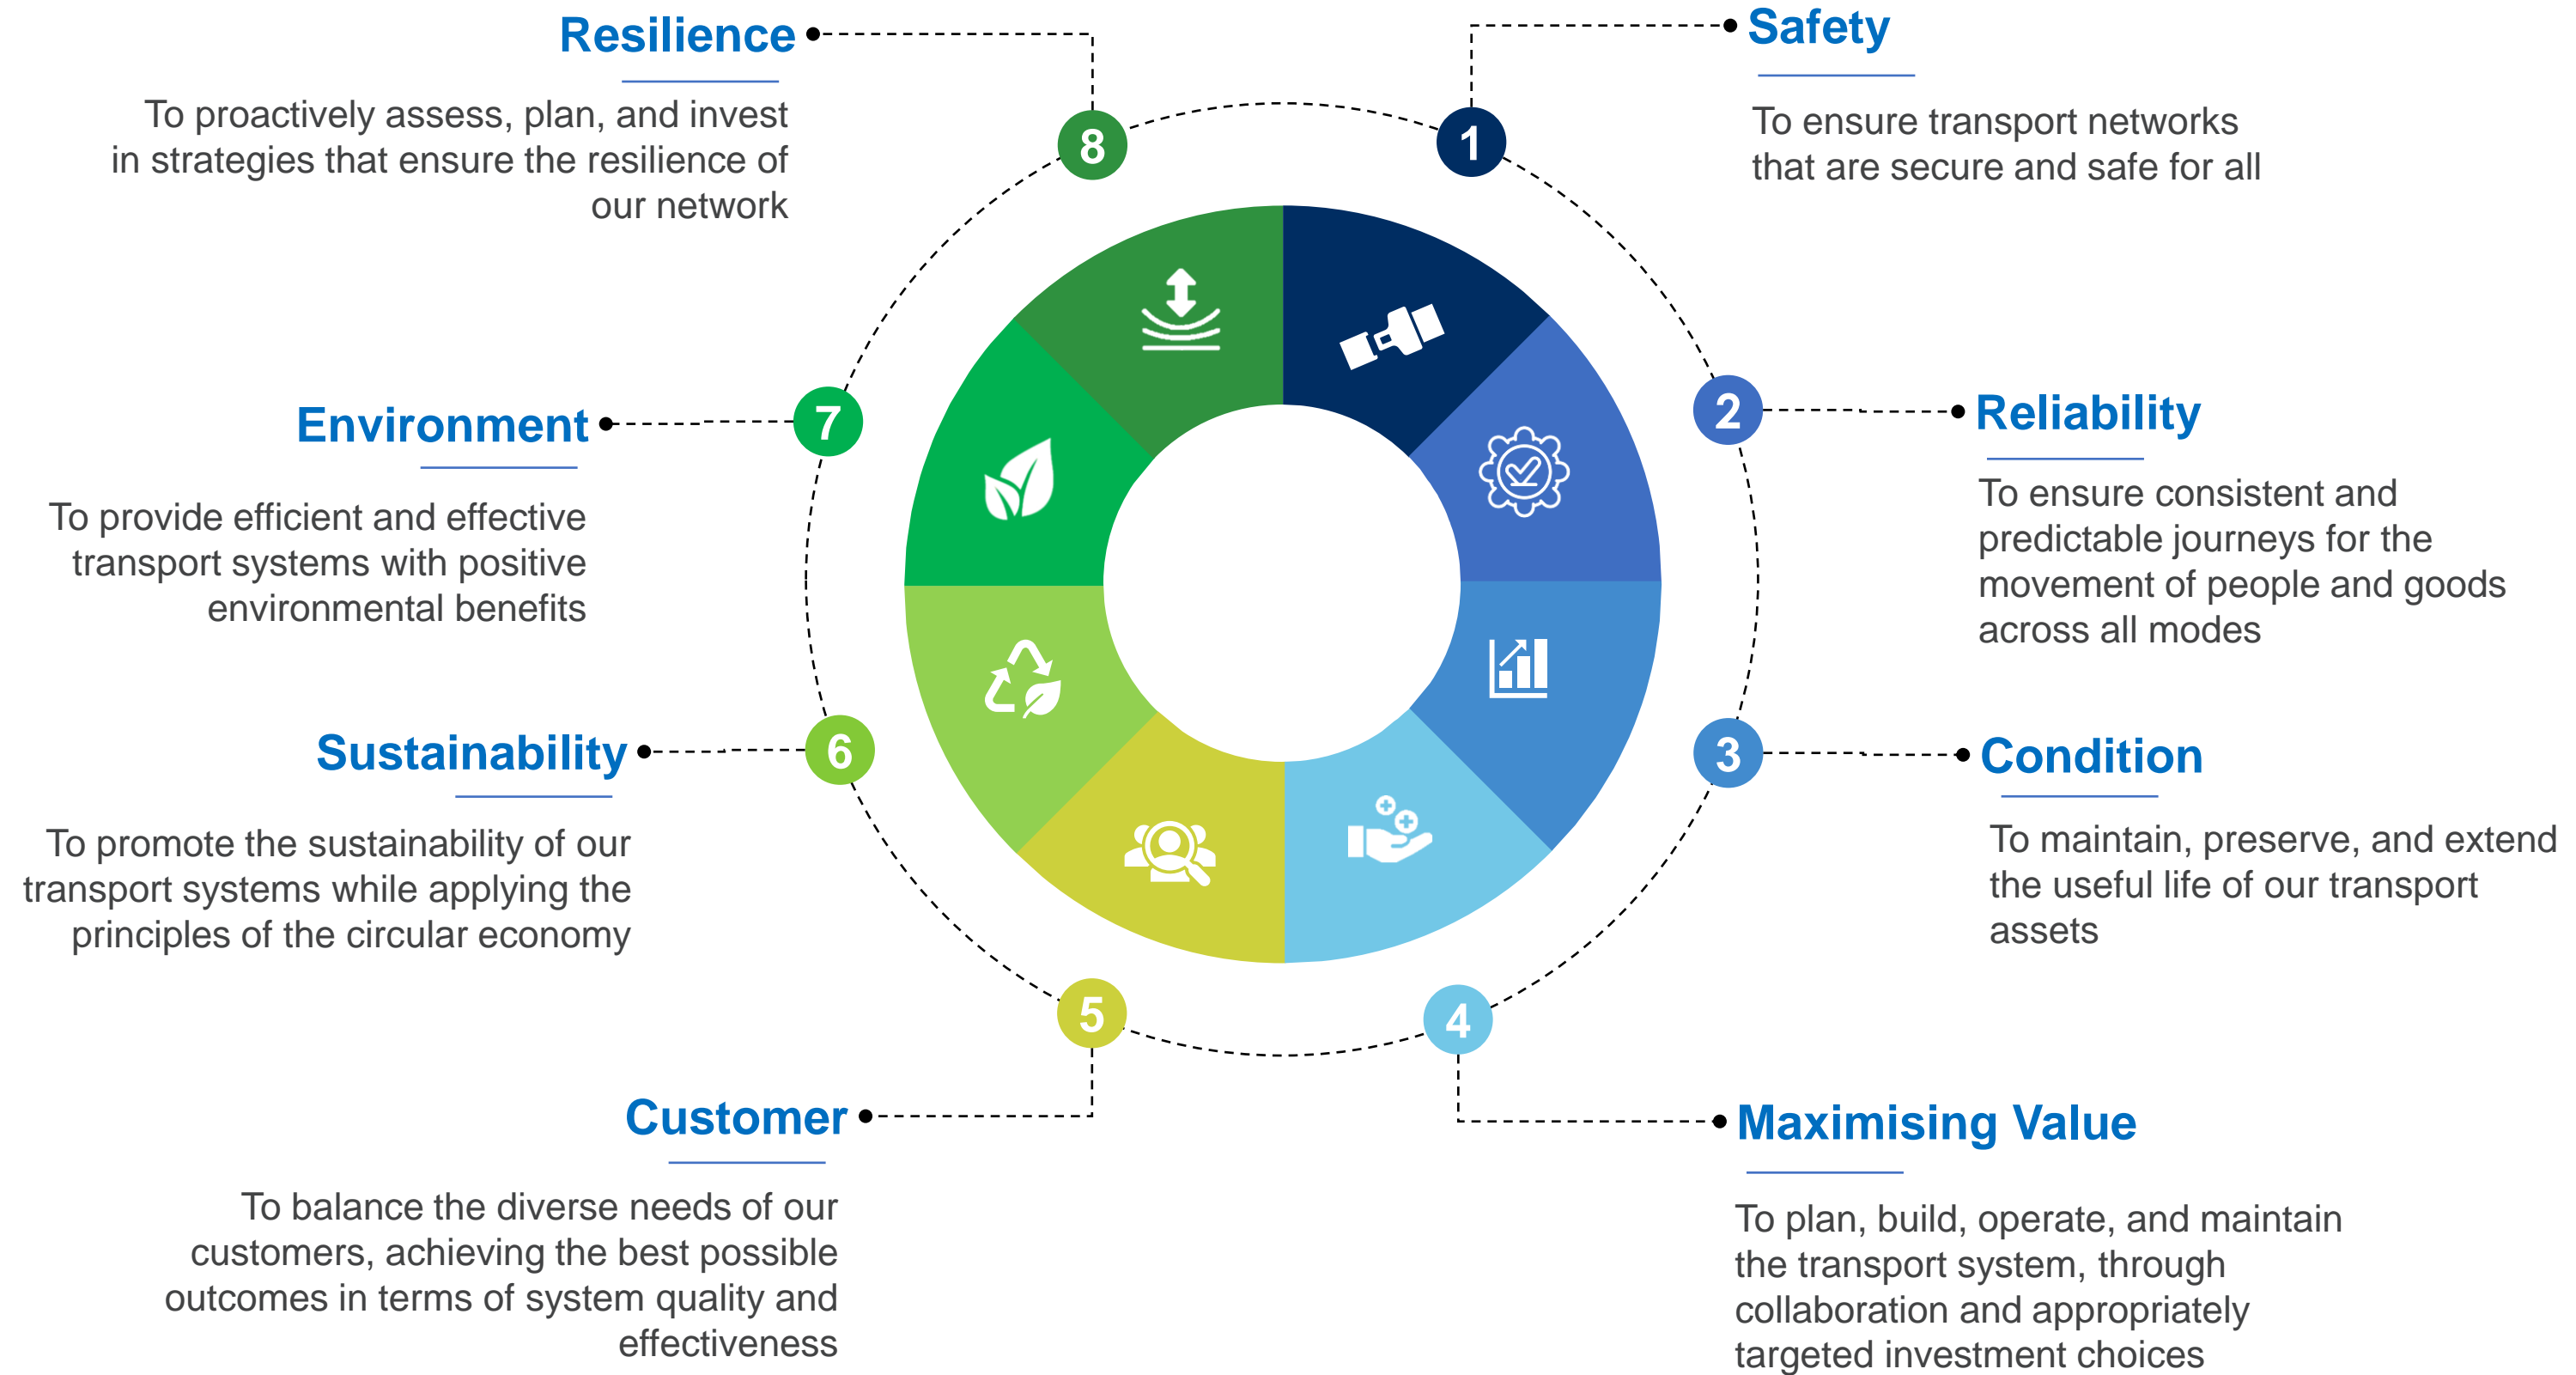 Safety
1
To ensure transport networks
that are secure and safe for all
2
Reliability
To ensure consistent and
predictable journeys for the
movement of people and goods
across all modes
3
Condition
To maintain, preserve, and extend
the useful life of our transport
assets
4
Maximising Value
To plan, build, operate, and maintain
the transport system, through
collaboration and appropriately
targeted investment choices
5
Customer
To balance the diverse needs of our
customers, achieving the best possible
outcomes in terms of system quality and
effectiveness
6
Sustainability
To promote the sustainability of our
transport systems while applying the
principles of the circular economy
7
Environment
To provide efficient and effective
transport systems with positive
environmental benefits
8
Resilience
To proactively assess, plan, and invest
in strategies that ensure the resilience of
our network